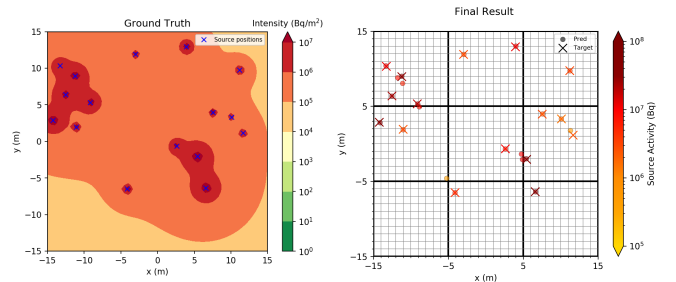 Ground Truth
Intensity (Bq/m²)
Source positions
15
10
5
0
−5
−10
−15
y (m)
−15 −10 −5 0 5 10 15
x (m)
10⁷
10⁶
10⁵
10⁴
10³
10²
10¹
10⁰
Final Result
Pred
Target
15
5
−5
−15
y (m)
−15 −5 5 15
x (m)
10⁸
10⁷
10⁶
10⁵
Source Activity (Bq)